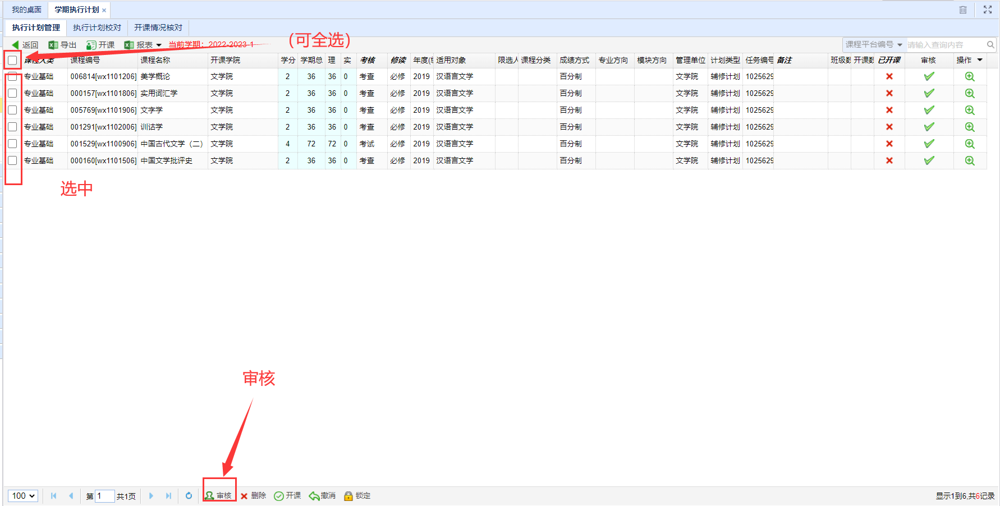 我的桌面 学期执行计划 ×
执行计划管理 执行计划校对 开课情况核对
返回 导出 开课 报表 当前学期：2022-2023-1 (可全选) 课程平台编号 请输入查询内容
课程大类 课程编号 课程名称 开课学院 学分 学期总 理 实 考核 修读 年度(年 适用对象 限选人 课程分类 成绩方式 专业方向 模块方向 管理单位 计划类型 任务编号 备注 班级数 开课数 已开课 审核 操作
专业基础 006814[wx1101206] 美学概论 文学院 2 36 36 0 考查 必修 2019 汉语言文学 百分制 文学院 辅修计划 1025629
专业基础 000157[wx1101806] 实用词汇学 文学院 2 36 36 0 考查 必修 2019 汉语言文学 百分制 文学院 辅修计划 1025629
专业基础 005769[wx1101906] 文字学 文学院 2 36 36 0 考查 必修 2019 汉语言文学 百分制 文学院 辅修计划 1025629
专业基础 001291[wx1102006] 训诂学 文学院 2 36 36 0 考查 必修 2019 汉语言文学 百分制 文学院 辅修计划 1025629
专业基础 001529[wx1100906] 中国古代文学（二） 文学院 4 72 72 0 考试 必修 2019 汉语言文学 百分制 文学院 辅修计划 1025629
专业基础 000160[wx1101506] 中国文学批评史 文学院 2 36 36 0 考查 必修 2019 汉语言文学 百分制 文学院 辅修计划 1025629
选中
审核
100 第 1 共1页 审核 删除 开课 撤消 锁定 显示1到6,共6记录